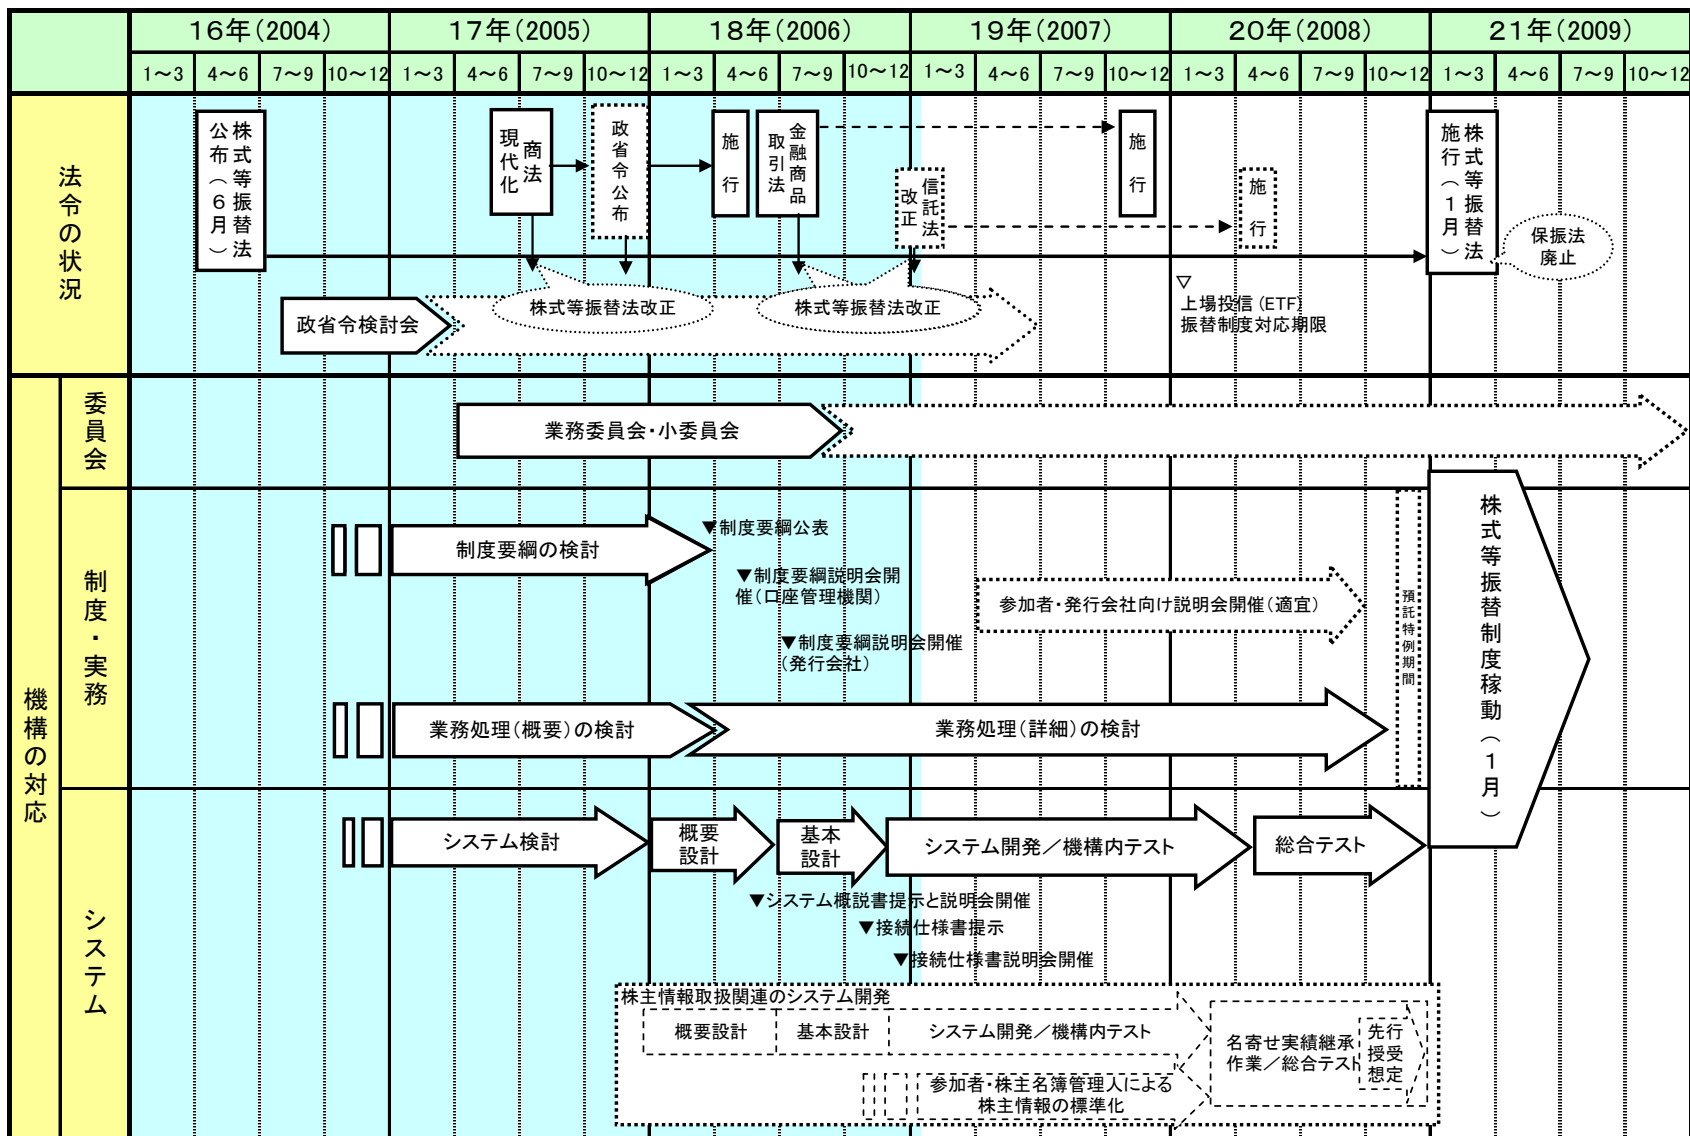 16年(2004)
17年(2005)
18年(2006)
19年(2007)
20年(2008)
21年(2009)
1～3
4～6
7～9
10～12
1～3
4～6
7～9
10～12
1～3
4～6
7～9
10～12
1～3
4～6
7～9
10～12
1～3
4～6
7～9
10～12
1～3
4～6
7～9
10～12
法令の状況
株式等振替法
公布（6月）
商法
現代化
政省令公布
施行
金融商品
取引法
信託法
改正
施行
施行
株式等振替法
施行（1月）
保振法
廃止
政省令検討会
株式等振替法改正
株式等振替法改正
▽
上場投信(ETF)
振替制度対応期限
機構の対応
委員会
業務委員会・小委員会
制度・実務
制度要綱の検討
▼制度要綱公表
▼制度要綱説明会開
催(口座管理機関)
▼制度要綱説明会開催
(発行会社)
参加者・発行会社向け説明会開催(適宜)
預託特例期間
株式等振替制度稼動（1月）
業務処理(概要)の検討
業務処理(詳細)の検討
システム
システム検討
概要
設計
基本
設計
システム開発／機構内テスト
総合テスト
▼システム概説書提示と説明会開催
▼接続仕様書提示
▼接続仕様書説明会開催
株主情報取扱関連のシステム開発
概要設計
基本設計
システム開発／機構内テスト
名寄せ実績継承
作業／総合テスト
先行
授受
想定
参加者・株主名簿管理人による
株主情報の標準化